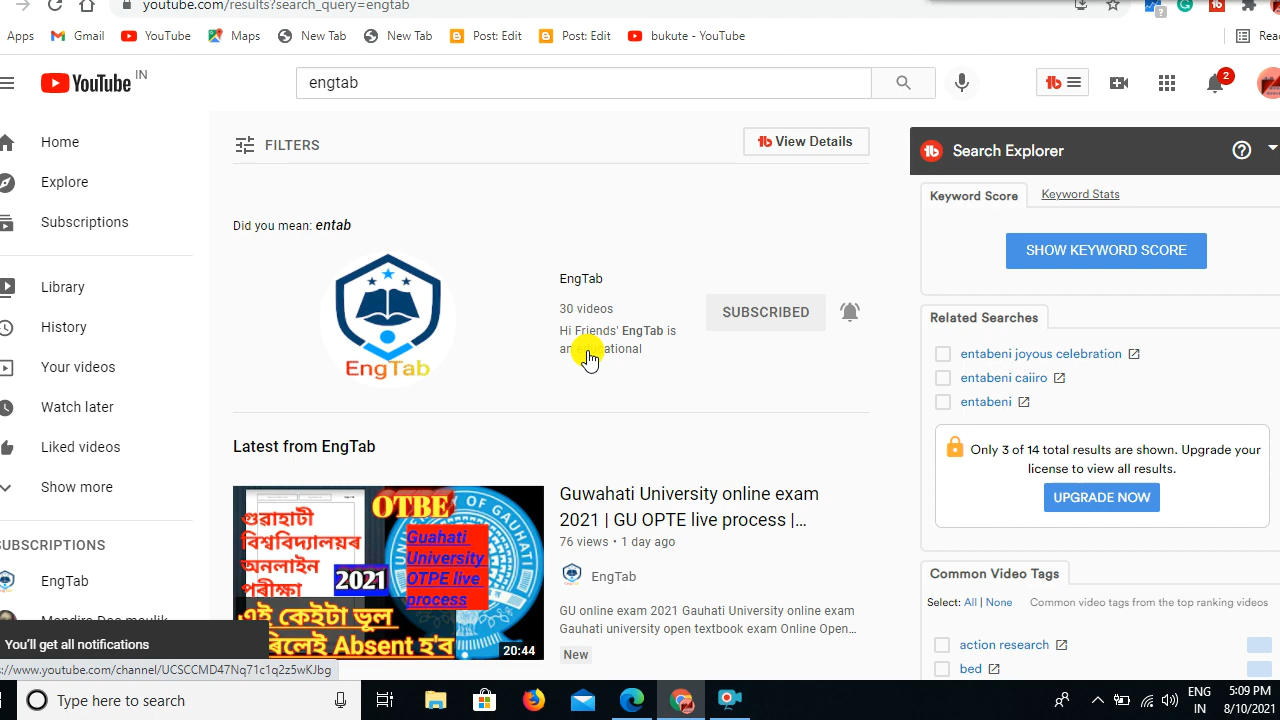 youtube.com/results?search_query=engtab
Apps Gmail YouTube Maps New Tab New Tab Post: Edit Post: Edit bukute - YouTube
YouTube IN
engtab
2
Home
Explore
Subscriptions
Library
History
Your videos
Watch later
Liked videos
Show more
SUBSCRIPTIONS
EngTab
You'll get all notifications
s://www.youtube.com/channel/UCSCCMD47Nq71c1q2z5wKJbg
FILTERS
View Details
Did you mean: entab
EngTab
EngTab
30 videos
Hi Friends' EngTab is
an educational
SUBSCRIBED
Latest from EngTab
OTBE
গুৱাহাটী
বিশ্ববিদ্যালয়ৰ
অনলাইন
পৰীক্ষা
2021
Guahati
University
OTPE live
process
এই কেইটা ভুল
ৰিলেই Absent হ'ব
20:44
Guwahati University online exam
2021 | GU OPTE live process |...
76 views • 1 day ago
EngTab
GU online exam 2021 Gauhati University online exam
Gauhati university open textbook exam Online Open...
New
Search Explorer
Keyword Score Keyword Stats
SHOW KEYWORD SCORE
Related Searches
entabeni joyous celebration
entabeni caiiro
entabeni
Only 3 of 14 total results are shown. Upgrade your
license to view all results.
UPGRADE NOW
Common Video Tags
Select: All | None Common video tags from the top ranking videos
action research
bed
Type here to search
ENG
IN
5:09 PM
8/10/2021